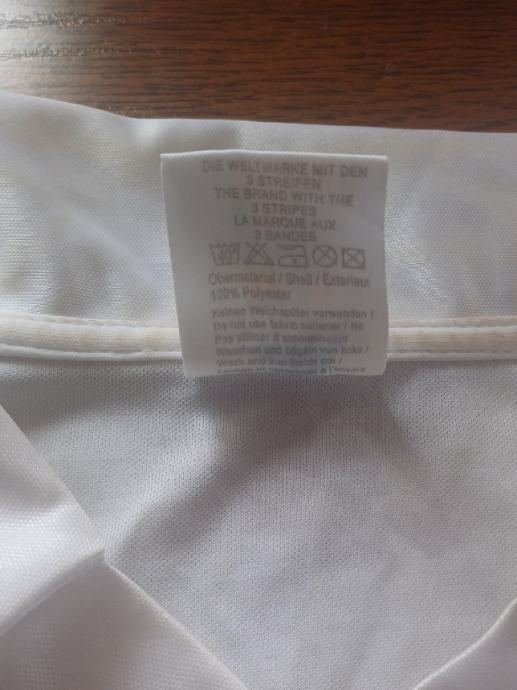 DIE WELTMARKE MIT DEN
3 STREIFEN
THE BRAND WITH THE
3 STRIPES
LA MARQUE AUX
3 BANDES
40°
Obermaterial / Shell / Exterieur
100% Polyester
Keinen Weichspüler verwenden /
Do not use fabric softener / Ne
Pas utiliser d'assouplissant
Waschen und bügeln von links /
Wash and iron inside out /